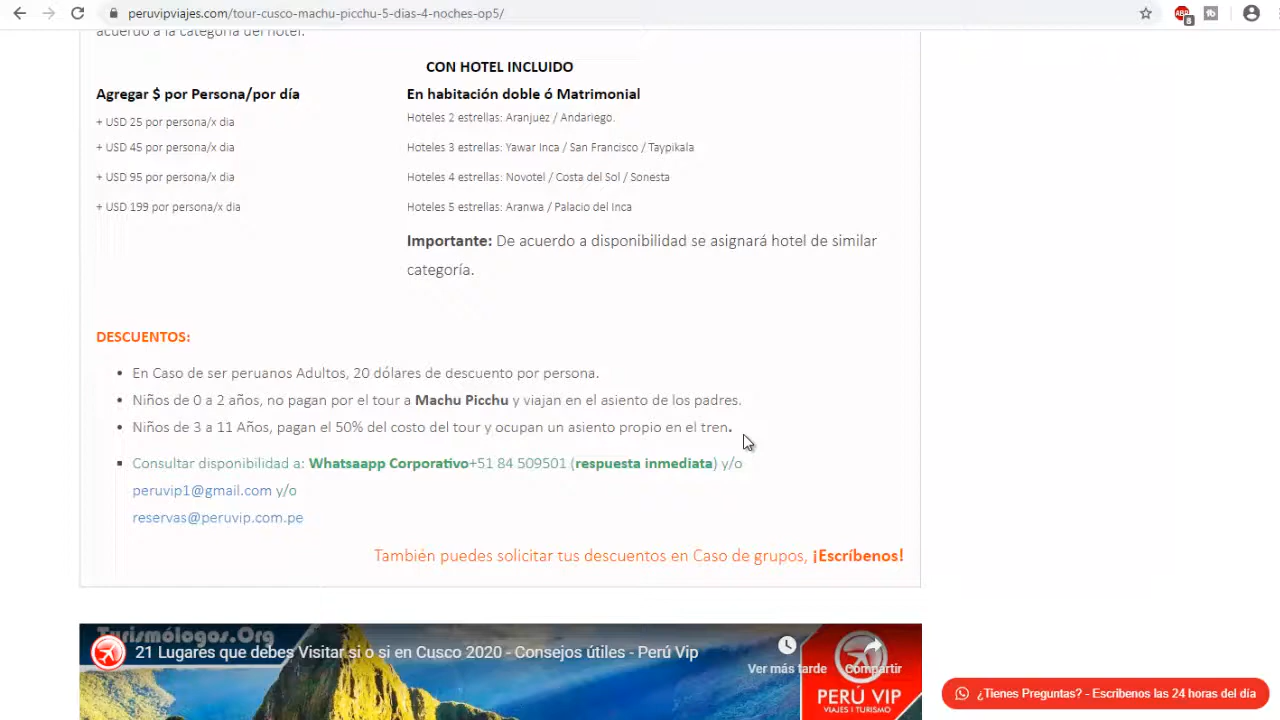 peruvipviajes.com/tour-cusco-machu-picchu-5-dias-4-noches-op5/
8
acuerdo a la categoría del hotel.
CON HOTEL INCLUIDO
Agregar $ por Persona/por día
En habitación doble ó Matrimonial
+ USD 25 por persona/x dia
Hoteles 2 estrellas: Aranjuez / Andariego.
+ USD 45 por persona/x dia
Hoteles 3 estrellas: Yawar Inca / San Francisco / Taypikala
+ USD 95 por persona/x dia
Hoteles 4 estrellas: Novotel / Costa del Sol / Sonesta
+ USD 199 por persona/x dia
Hoteles 5 estrellas: Aranwa / Palacio del Inca
Importante: De acuerdo a disponibilidad se asignará hotel de similar
categoría.
DESCUENTOS:
• En Caso de ser peruanos Adultos, 20 dólares de descuento por persona.
• Niños de 0 a 2 años, no pagan por el tour a Machu Picchu y viajan en el asiento de los padres.
• Niños de 3 a 11 Años, pagan el 50% del costo del tour y ocupan un asiento propio en el tren.
▪ Consultar disponibilidad a: Whatsaapp Corporativo+51 84 509501 (respuesta inmediata) y/o
peruvip1@gmail.com y/o
reservas@peruvip.com.pe
También puedes solicitar tus descuentos en Caso de grupos, ¡Escríbenos!
Turismólogos.Org
21 Lugares que debes Visitar si o si en Cusco 2020 - Consejos útiles - Perú Vip
Ver más tarde
Compartir
PERÚ VIP
VIAJES I TURISMO
¿Tienes Preguntas? - Escribenos las 24 horas del día